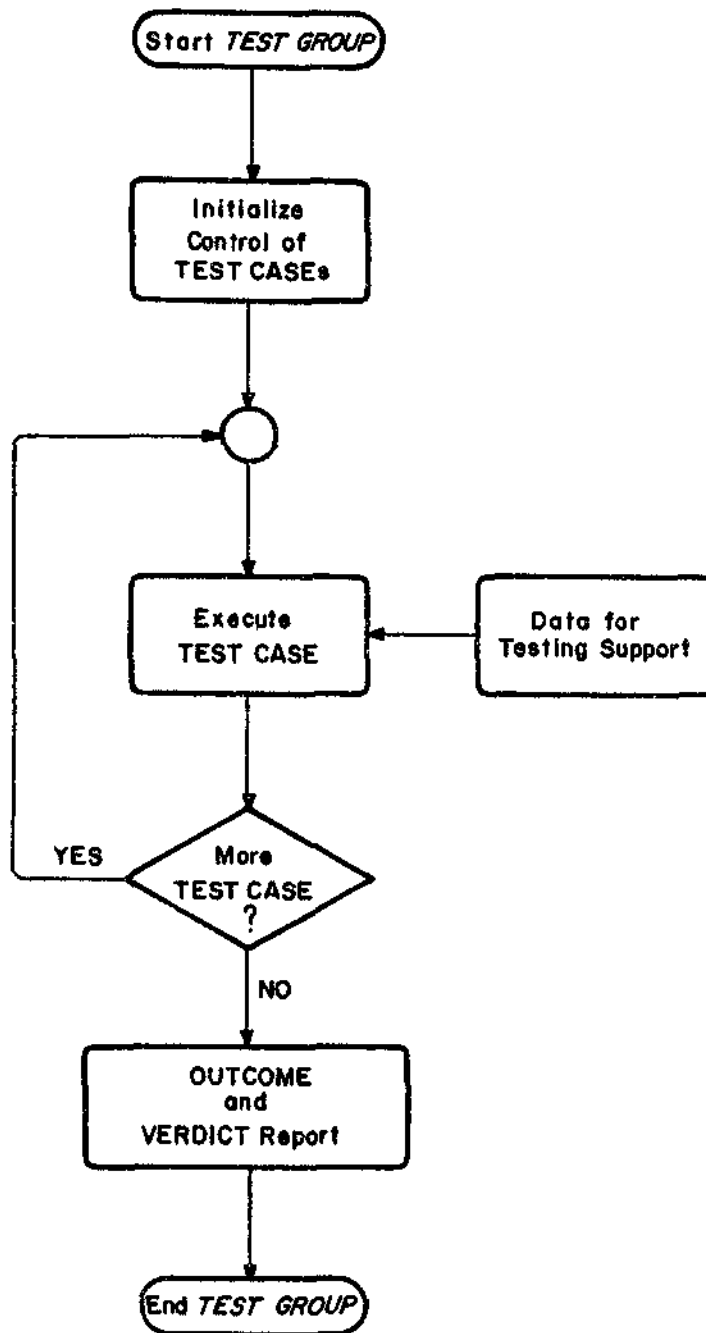 Start TEST GROUP
Initialize
Control of
TEST CASEs
Execute
TEST CASE
Data for
Testing Support
YES
More
TEST CASE
?
NO
OUTCOME
and
VERDICT Report
End TEST GROUP